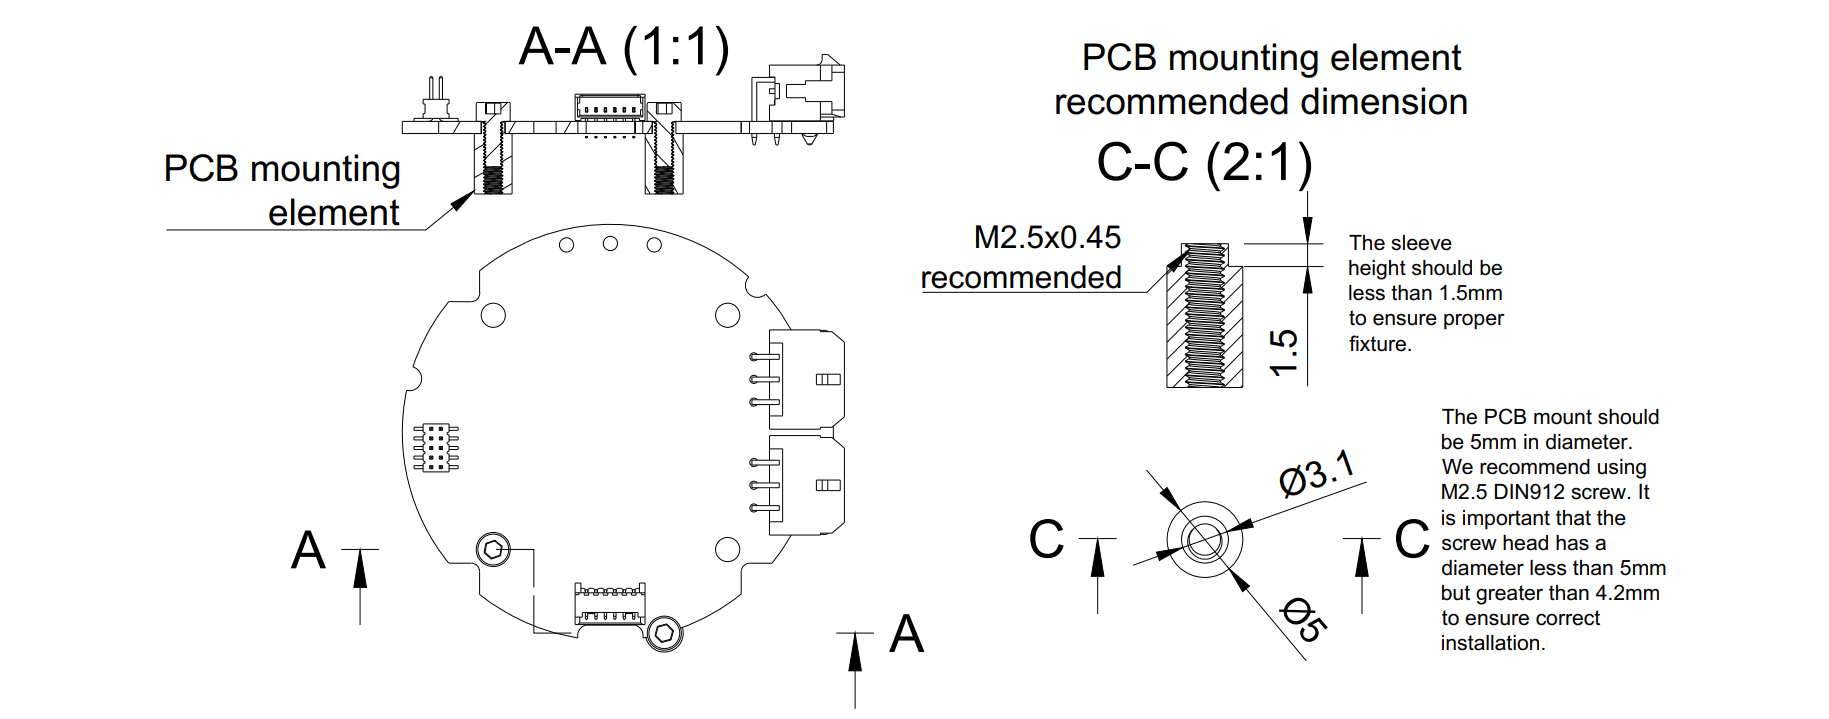 A-A (1:1)
PCB mounting
element
A
A
PCB mounting element
recommended dimension
C-C (2:1)
M2.5x0.45
recommended
1.5
The sleeve
height should be
less than 1.5mm
to ensure proper
fixture.
Ø3.1
Ø5
C
C
The PCB mount should
be 5mm in diameter.
We recommend using
M2.5 DIN912 screw. It
is important that the
screw head has a
diameter less than 5mm
but greater than 4.2mm
to ensure correct
installation.